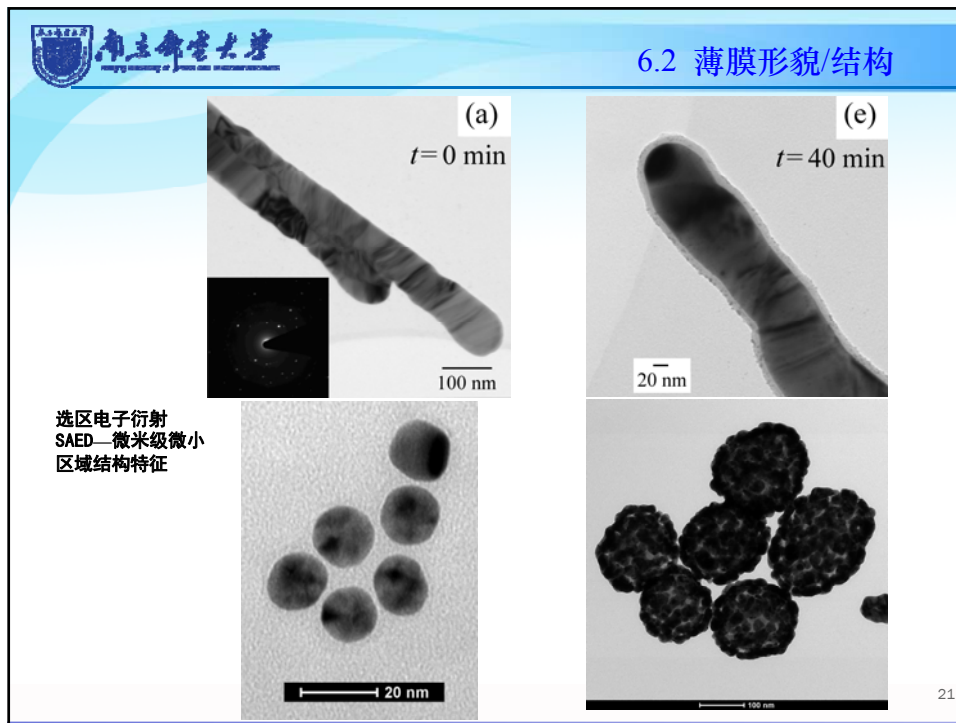 南京邮电大学
6.2 薄膜形貌/结构
(a)
t= 0 min
100 nm
(e)
t= 40 min
20 nm
选区电子衍射
SAED—微米级微小
区域结构特征
20 nm
100 nm
21